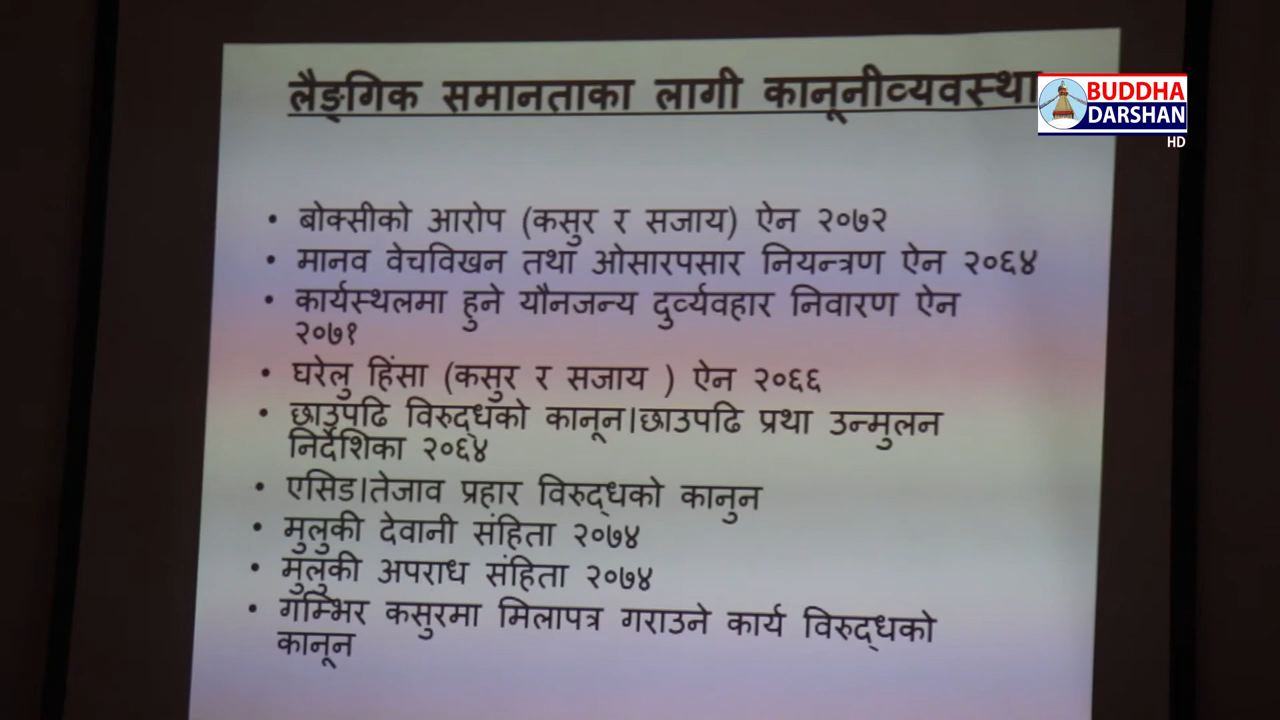 लैङ्गिक समानताका लागी कानूनीव्यवस्था
BUDDHA
DARSHAN
HD
• बोक्सीको आरोप (कसुर र सजाय) ऐन २०७२
• मानव वेचविखन तथा ओसारपसार नियन्त्रण ऐन २०६४
• कार्यस्थलमा हुने यौनजन्य दुर्व्यवहार निवारण ऐन
२०७१
• घरेलु हिंसा (कसुर र सजाय ) ऐन २०६६
• छाउपढि विरुद्धको कानून।छाउपढि प्रथा उन्मुलन
निर्देशिका २०६४
• एसिड।तेजाव प्रहार विरुद्धको कानुन
• मुलुकी देवानी संहिता २०७४
• मुलुकी अपराध संहिता २०७४
• गम्भिर कसुरमा मिलापत्र गराउने कार्य विरुद्धको
कानून